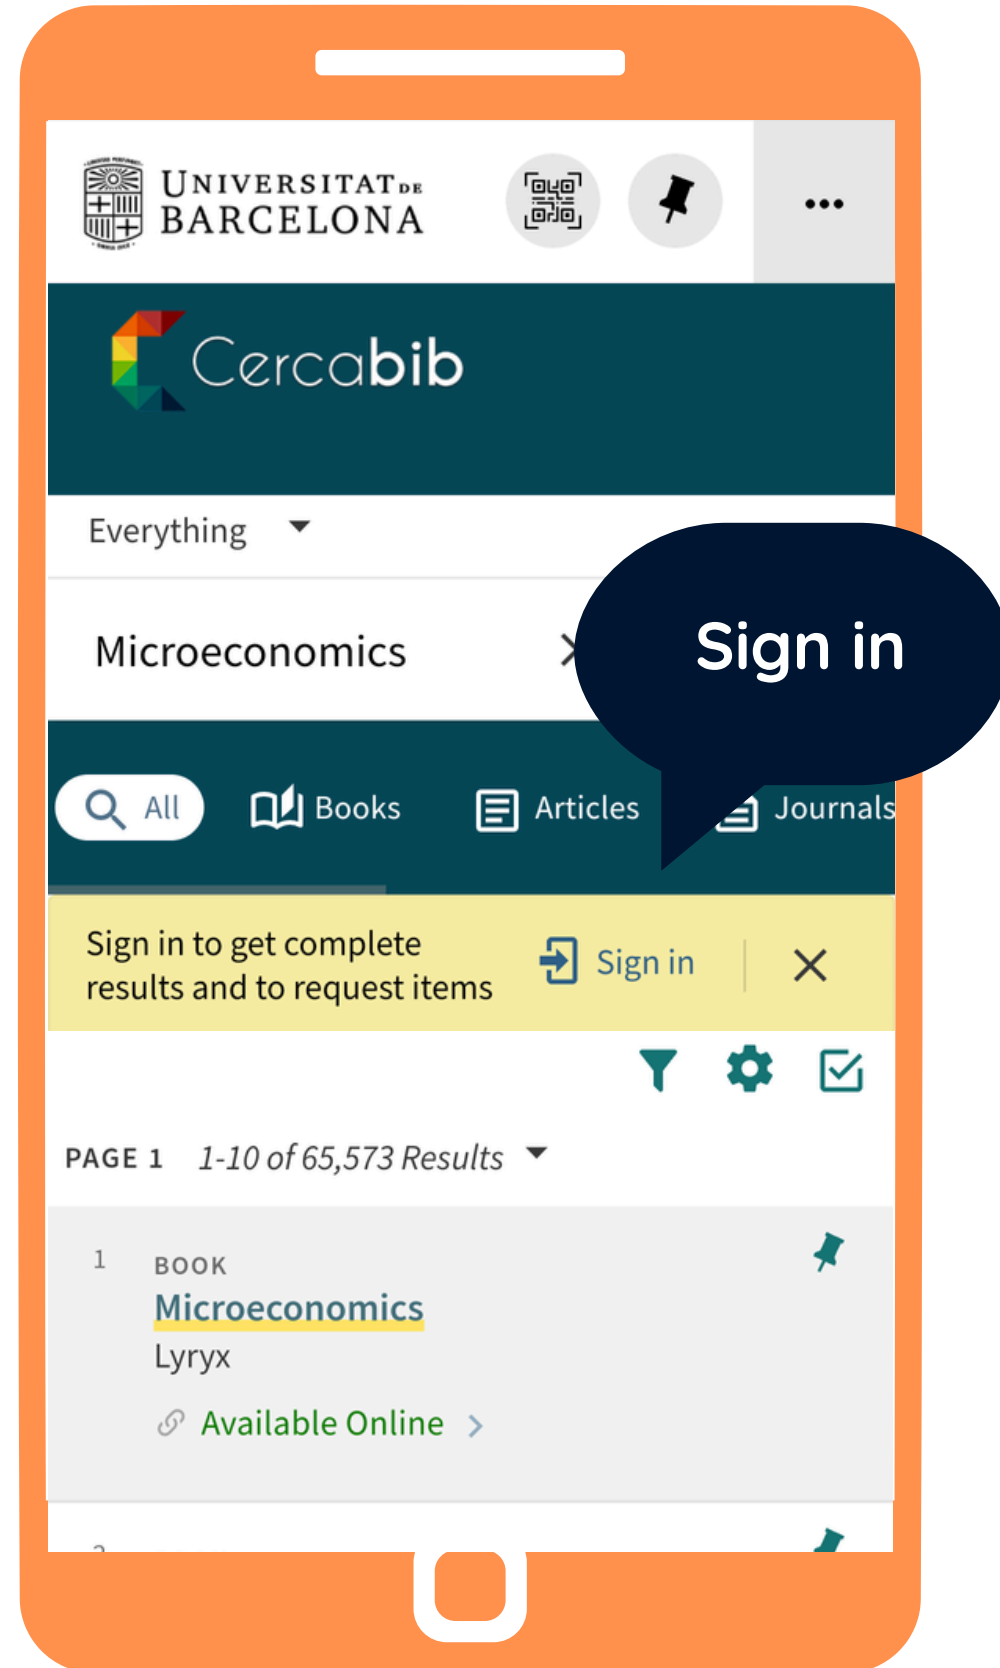 UNIVERSITAT DE
BARCELONA
Cercabib
Everything
Microeconomics
Sign in
All
Books
Articles
Journals
Sign in to get complete
results and to request items
Sign in
PAGE 1
1-10 of 65,573 Results
1
BOOK
Microeconomics
Lyryx
Available Online